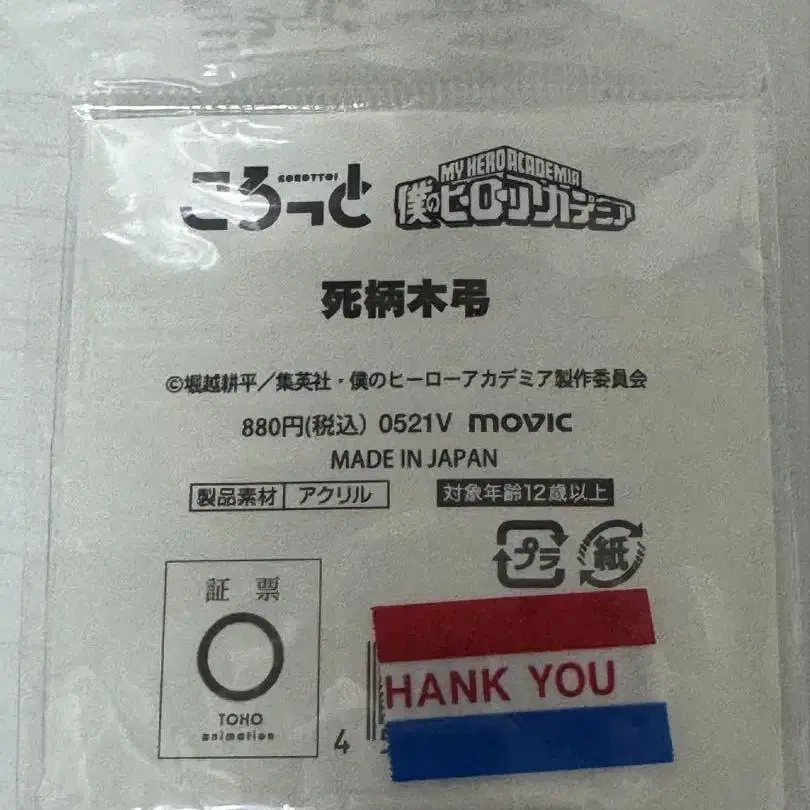 KOROTTO!
ころっと
MY HERO ACADEMIA
僕のヒーローアカデミア
死柄木弔
©堀越耕平／集英社・僕のヒーローアカデミア製作委員会
880円(税込) 0521V movic
MADE IN JAPAN
製品素材 アクリル
対象年齢12歳以上
プラ 紙
証票
TOHO
animation
4
HANK YOU